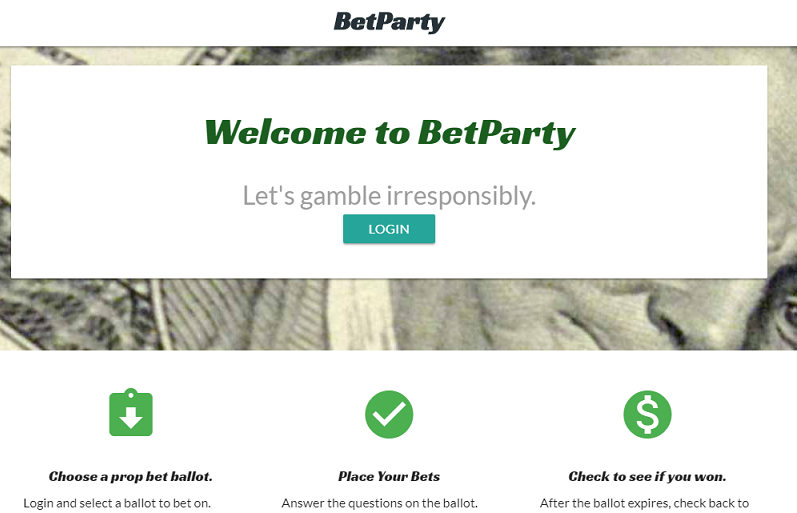 BetParty
Welcome to BetParty
Let's gamble irresponsibly.
LOGIN
Choose a prop bet ballot.
Place Your Bets
Check to see if you won.
Login and select a ballot to bet on.
Answer the questions on the ballot.
After the ballot expires, check back to